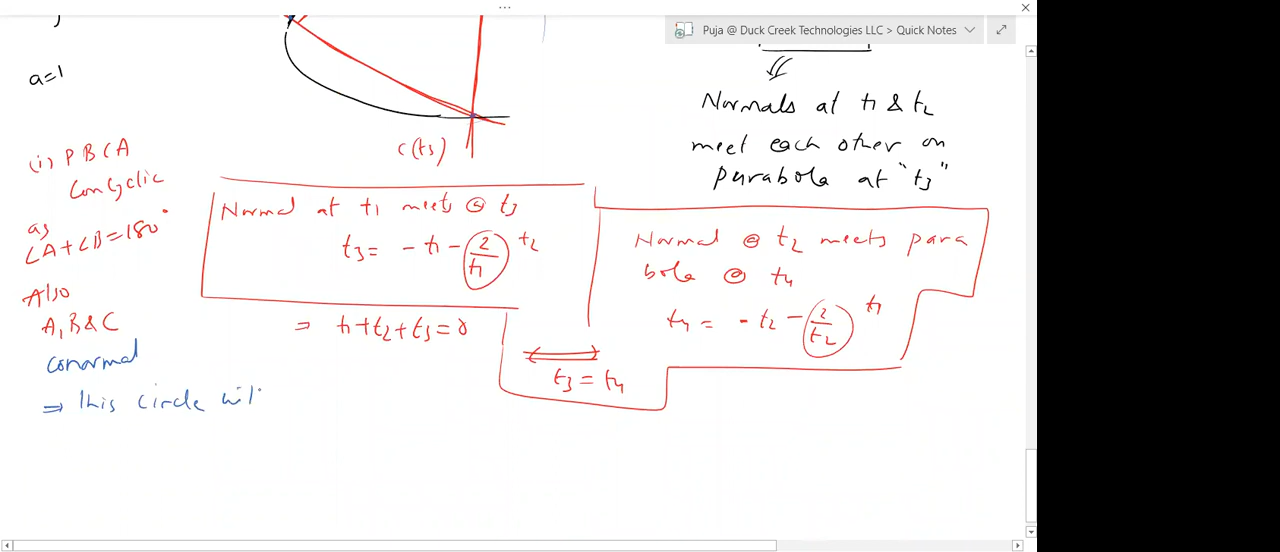 Puja @ Duck Creek Technologies LLC > Quick Notes
a=1
c(t3)
Normals at t1 & t2
meet each other on
parabola at "t3"
(i) P B C A
Concyclic
as
∠A+∠B=180°
Also
A, B & C
conormal
⇒ this circle wil
Normal at t1 meets @ t3
t3 = -t1 - 2/t1 t2
⇒ t1+t2+t3=0
Normal @ t2 meets para
bola @ t4
t4 = -t2 - 2/t2 t1
t3 = t4